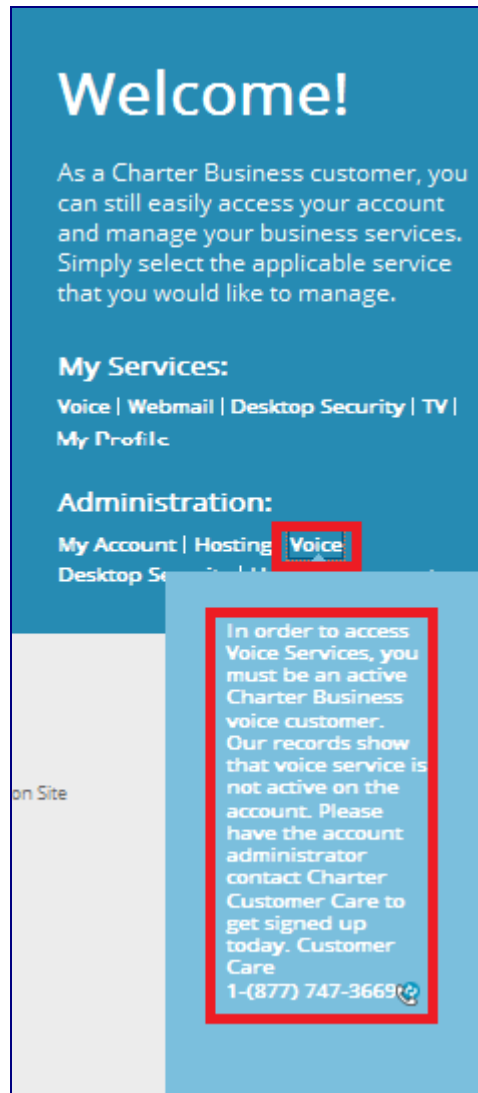 Welcome!
As a Charter Business customer, you
can still easily access your account
and manage your business services.
Simply select the applicable service
that you would like to manage.
My Services:
Voice | Webmail | Desktop Security | TV |
My Profile
Administration:
My Account | Hosting Voice
Desktop
In order to access
Voice Services, you
must be an active
Charter Business
voice customer.
Our records show
that voice service is
not active on the
account. Please
have the account
administrator
contact Charter
Customer Care to
get signed up
today. Customer
Care
1-(877) 747-3669
on Site